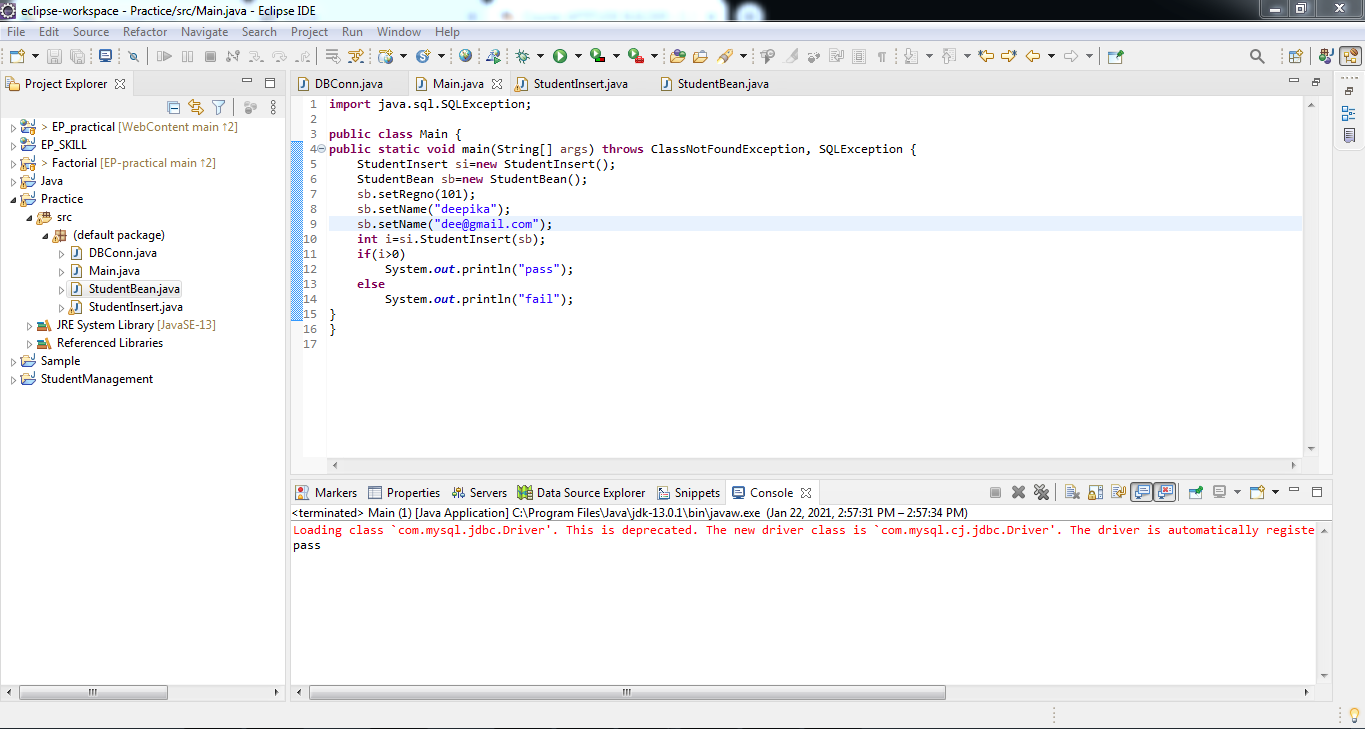 eclipse-workspace - Practice/src/Main.java - Eclipse IDE
File Edit Source Refactor Navigate Search Project Run Window Help
Project Explorer
> EP_practical [WebContent main ↑2]
EP_SKILL
> Factorial [EP-practical main ↑2]
Java
Practice
src
(default package)
DBConn.java
Main.java
StudentBean.java
StudentInsert.java
JRE System Library [JavaSE-13]
Referenced Libraries
Sample
StudentManagement
DBConn.java Main.java StudentInsert.java StudentBean.java
1 import java.sql.SQLException;
2
3 public class Main {
4 public static void main(String[] args) throws ClassNotFoundException, SQLException {
5 StudentInsert si=new StudentInsert();
6 StudentBean sb=new StudentBean();
7 sb.setRegno(101);
8 sb.setName("deepika");
9 sb.setName("dee@gmail.com");
10 int i=si.StudentInsert(sb);
11 if(i>0)
12 System.out.println("pass");
13 else
14 System.out.println("fail");
15 }
16 }
17
Markers Properties Servers Data Source Explorer Snippets Console
<terminated> Main (1) [Java Application] C:\Program Files\Java\jdk-13.0.1\bin\javaw.exe (Jan 22, 2021, 2:57:31 PM – 2:57:34 PM)
Loading class `com.mysql.jdbc.Driver'. This is deprecated. The new driver class is `com.mysql.cj.jdbc.Driver'. The driver is automatically registe
pass